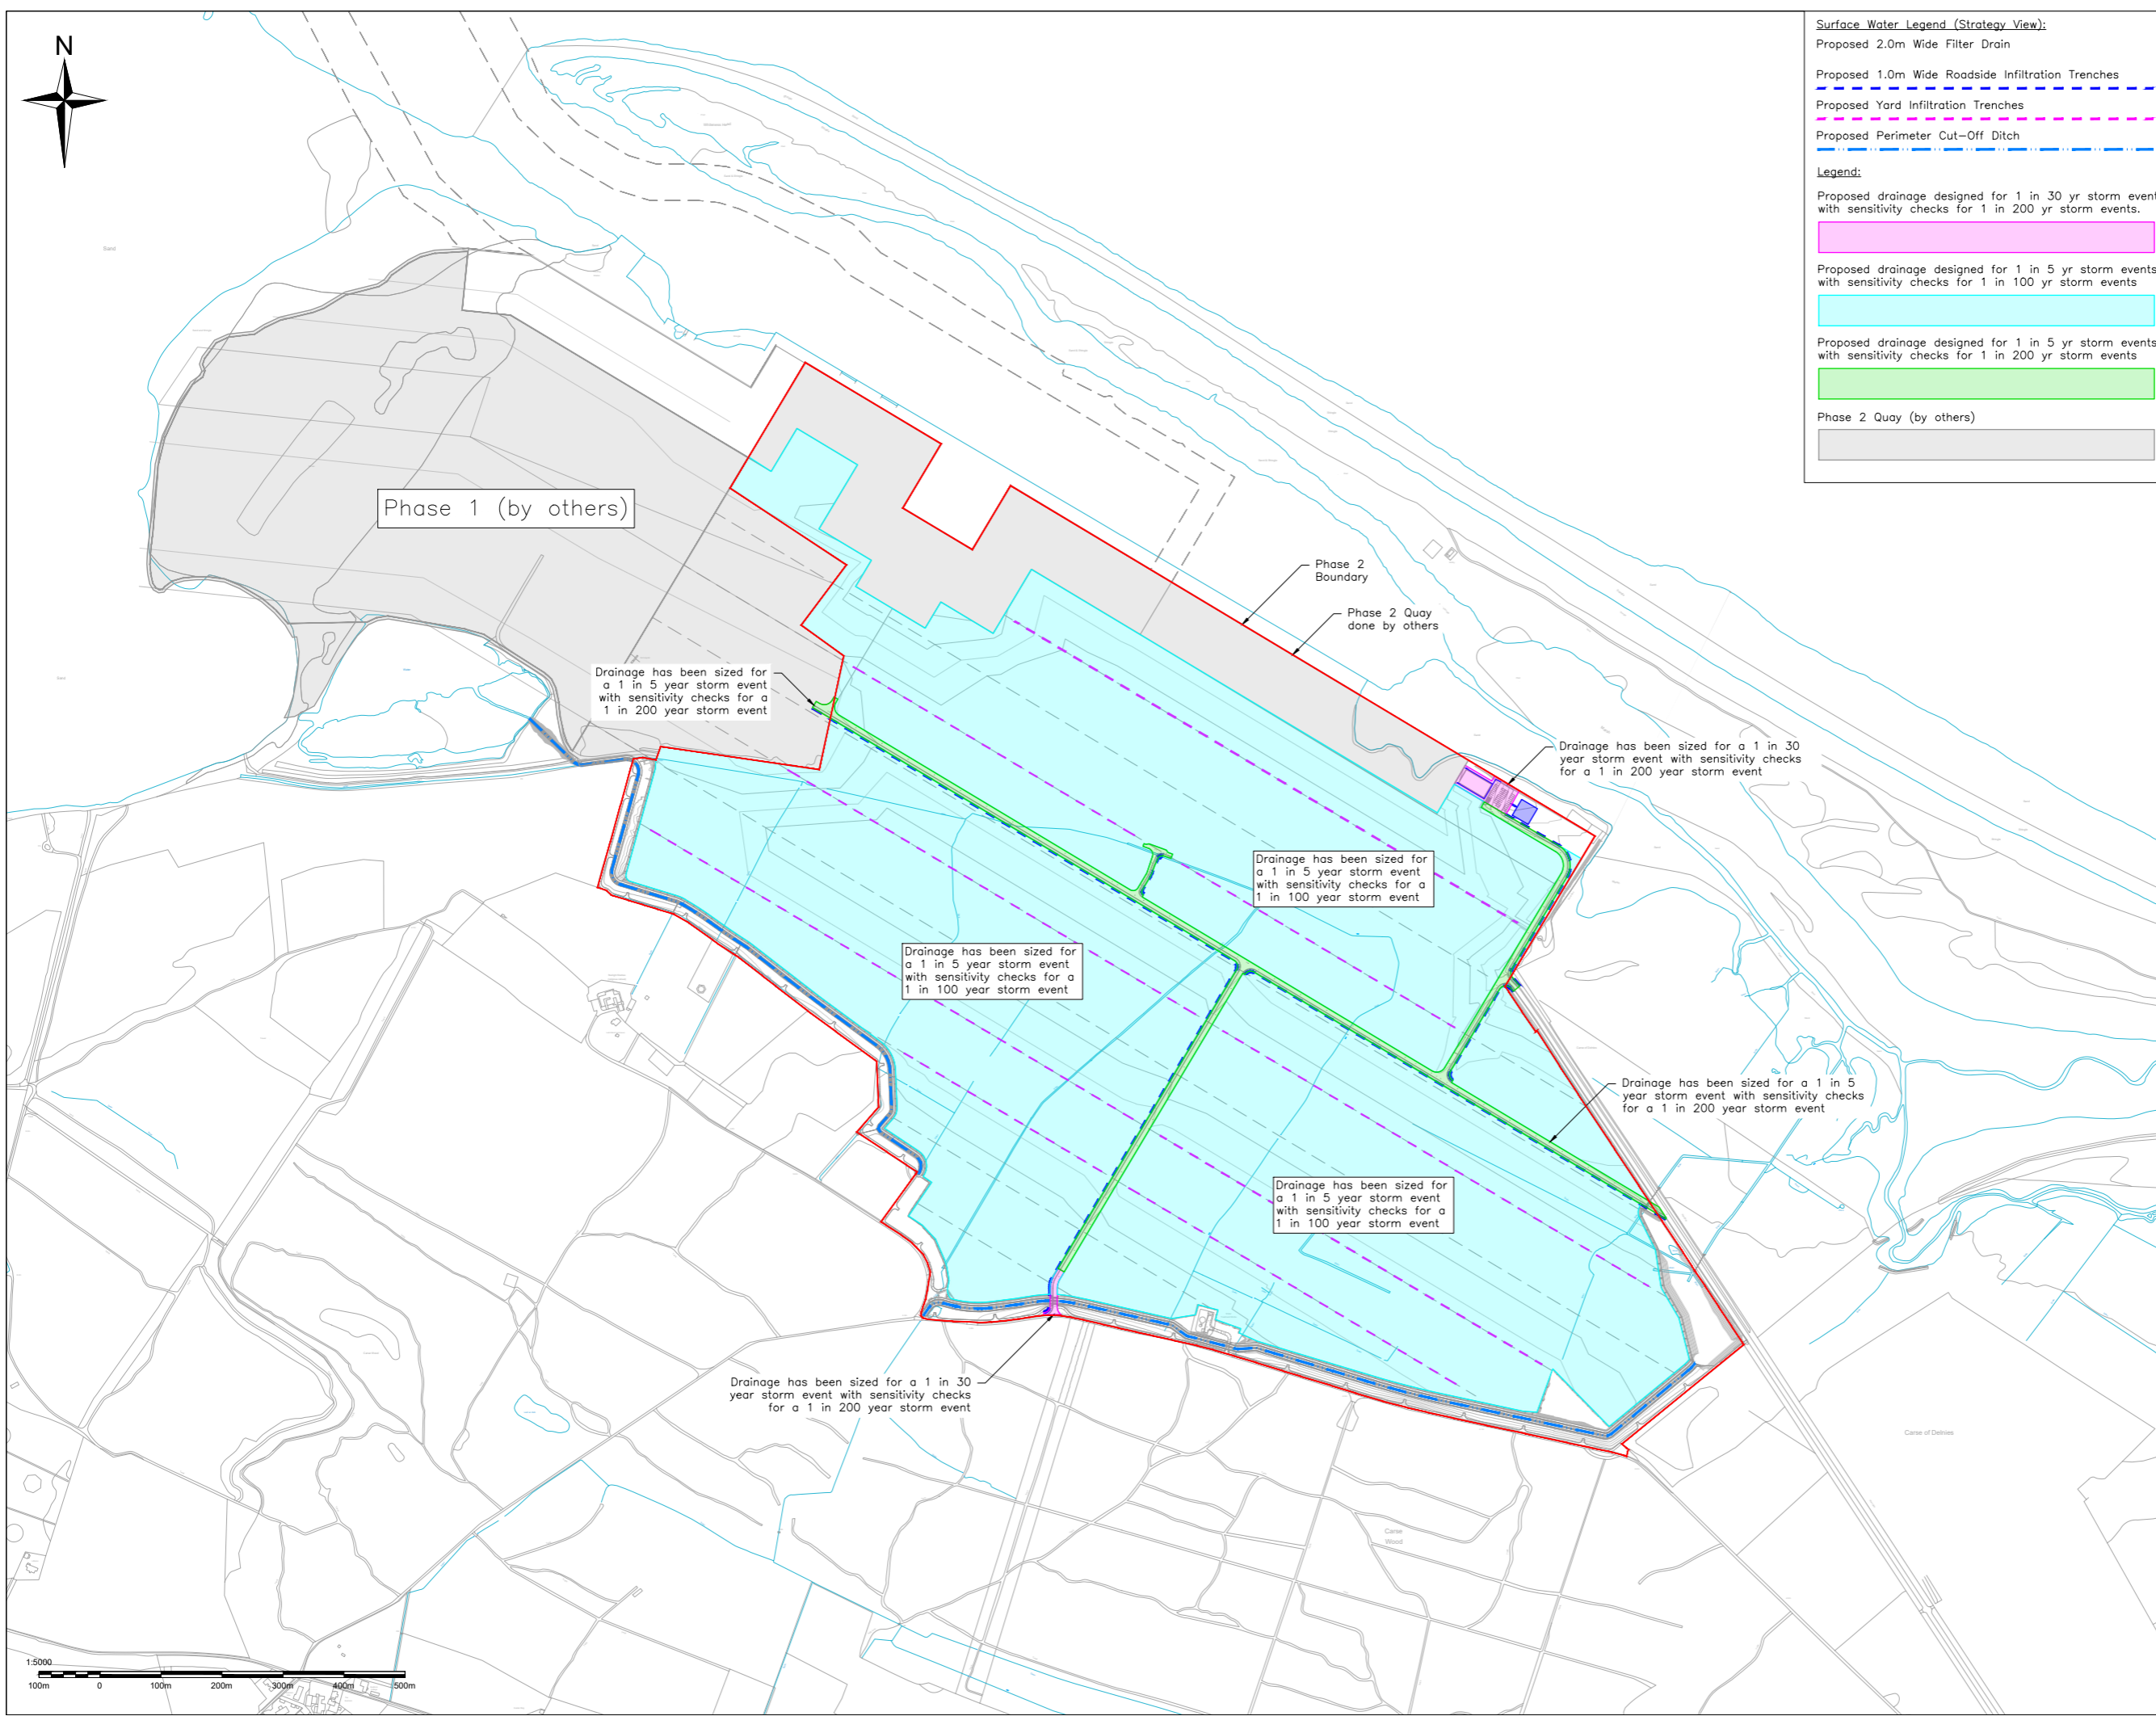 N
Surface Water Legend (Strategy View):
Proposed 2.0m Wide Filter Drain
Proposed 1.0m Wide Roadside Infiltration Trenches
Proposed Yard Infiltration Trenches
Proposed Perimeter Cut-Off Ditch
Legend:
Proposed drainage designed for 1 in 30 yr storm event
with sensitivity checks for 1 in 200 yr storm events.
Proposed drainage designed for 1 in 5 yr storm events
with sensitivity checks for 1 in 100 yr storm events
Proposed drainage designed for 1 in 5 yr storm events
with sensitivity checks for 1 in 200 yr storm events
Phase 2 Quay (by others)
Sand
Phase 1 (by others)
Phase 2
Boundary
Phase 2 Quay
done by others
Drainage has been sized for
a 1 in 5 year storm event
with sensitivity checks for a
1 in 200 year storm event
Sand
Drainage has been sized for a 1 in 30
year storm event with sensitivity checks
for a 1 in 200 year storm event
Drainage has been sized for
a 1 in 5 year storm event
with sensitivity checks for a
1 in 100 year storm event
Drainage has been sized for
a 1 in 5 year storm event
with sensitivity checks for a
1 in 100 year storm event
Drainage has been sized for a 1 in 5
year storm event with sensitivity checks
for a 1 in 200 year storm event
Drainage has been sized for
a 1 in 5 year storm event
with sensitivity checks for a
1 in 100 year storm event
Drainage has been sized for a 1 in 30
year storm event with sensitivity checks
for a 1 in 200 year storm event
Carse of Delnies
Carse
Wood
1:5000
100m 0 100m 200m 300m 400m 500m